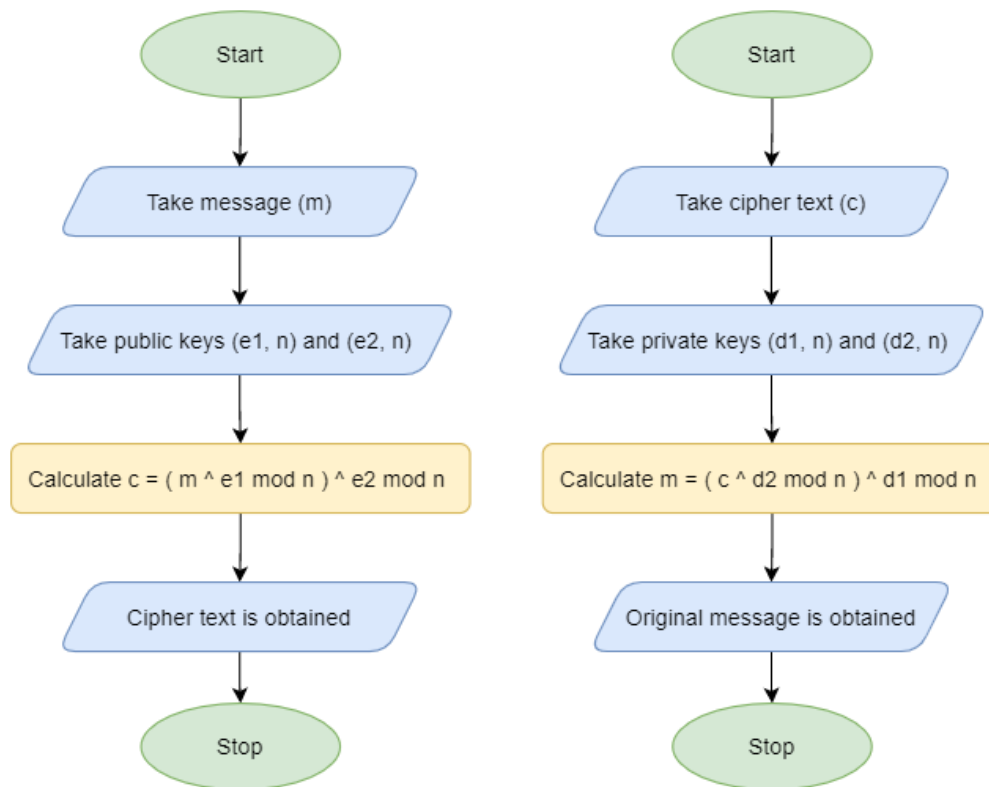 Start
Take message (m)
Take public keys (e1, n) and (e2, n)
Calculate c = ( m ^ e1 mod n ) ^ e2 mod n
Cipher text is obtained
Stop
Start
Take cipher text (c)
Take private keys (d1, n) and (d2, n)
Calculate m = ( c ^ d2 mod n ) ^ d1 mod n
Original message is obtained
Stop